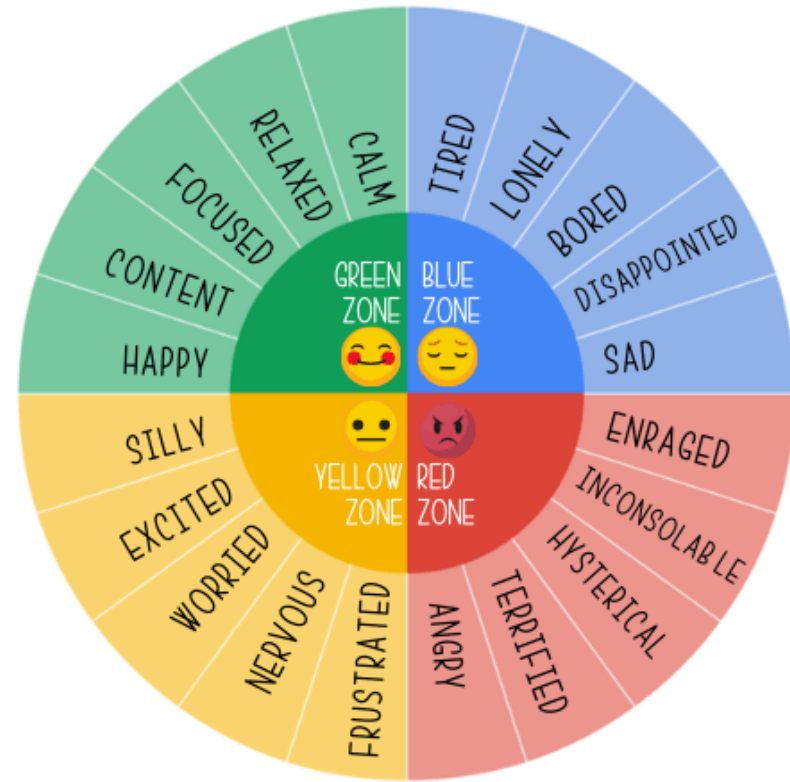 CALM
RELAXED
FOCUSED
CONTENT
HAPPY
GREEN
ZONE
TIRED
LONELY
BORED
DISAPPOINTED
SAD
BLUE
ZONE
SILLY
EXCITED
WORRIED
NERVOUS
FRUSTRATED
YELLOW
ZONE
ENRAGED
INCONSOLABLE
HYSTERICAL
TERRIFIED
ANGRY
RED
ZONE